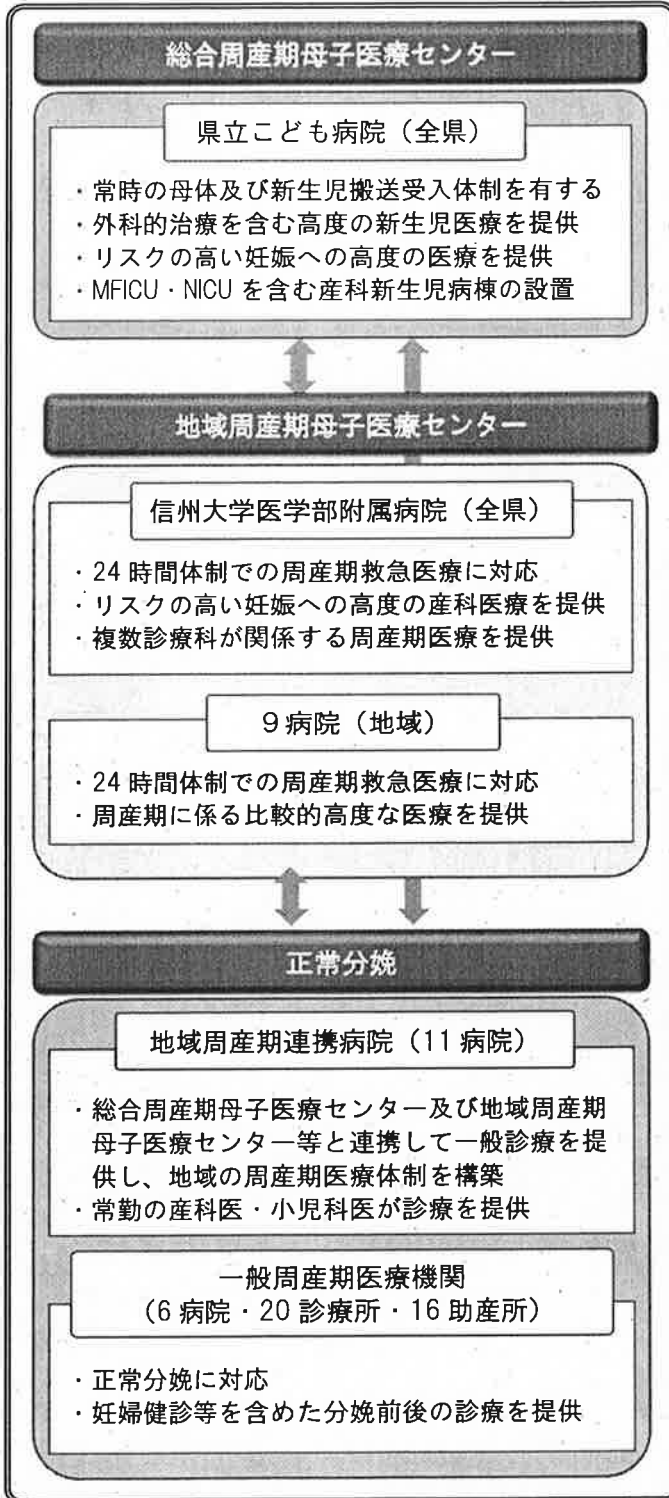 総合周産期母子医療センター
県立こども病院（全県）
・常時の母体及び新生児搬送受入体制を有する
・外科的治療を含む高度の新生児医療を提供
・リスクの高い妊娠への高度の医療を提供
・MFICU・NICU を含む産科新生児病棟の設置
地域周産期母子医療センター
信州大学医学部附属病院（全県）
・24 時間体制での周産期救急医療に対応
・リスクの高い妊娠への高度の産科医療を提供
・複数診療科が関係する周産期医療を提供
9 病院（地域）
・24 時間体制での周産期救急医療に対応
・周産期に係る比較的高度な医療を提供
正常分娩
地域周産期連携病院（11 病院）
・総合周産期母子医療センター及び地域周産期
母子医療センター等と連携して一般診療を提
供し、地域の周産期医療体制を構築
・常勤の産科医・小児科医が診療を提供
一般周産期医療機関
（6 病院・20 診療所・16 助産所）
・正常分娩に対応
・妊婦健診等を含めた分娩前後の診療を提供